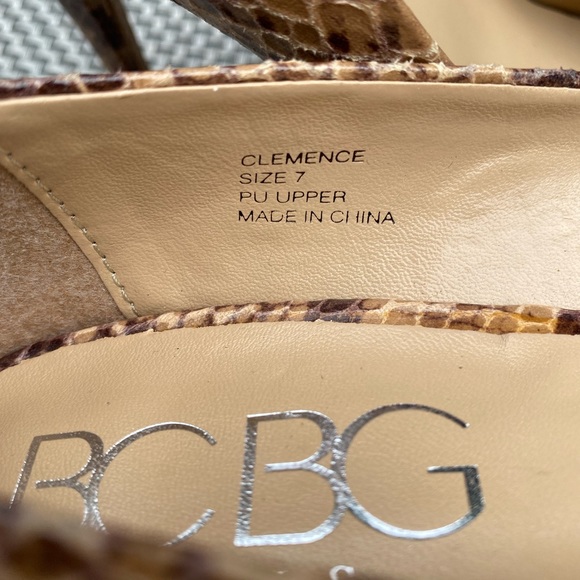 CLEMENCE
SIZE 7
PU UPPER
MADE IN CHINA
BCBG